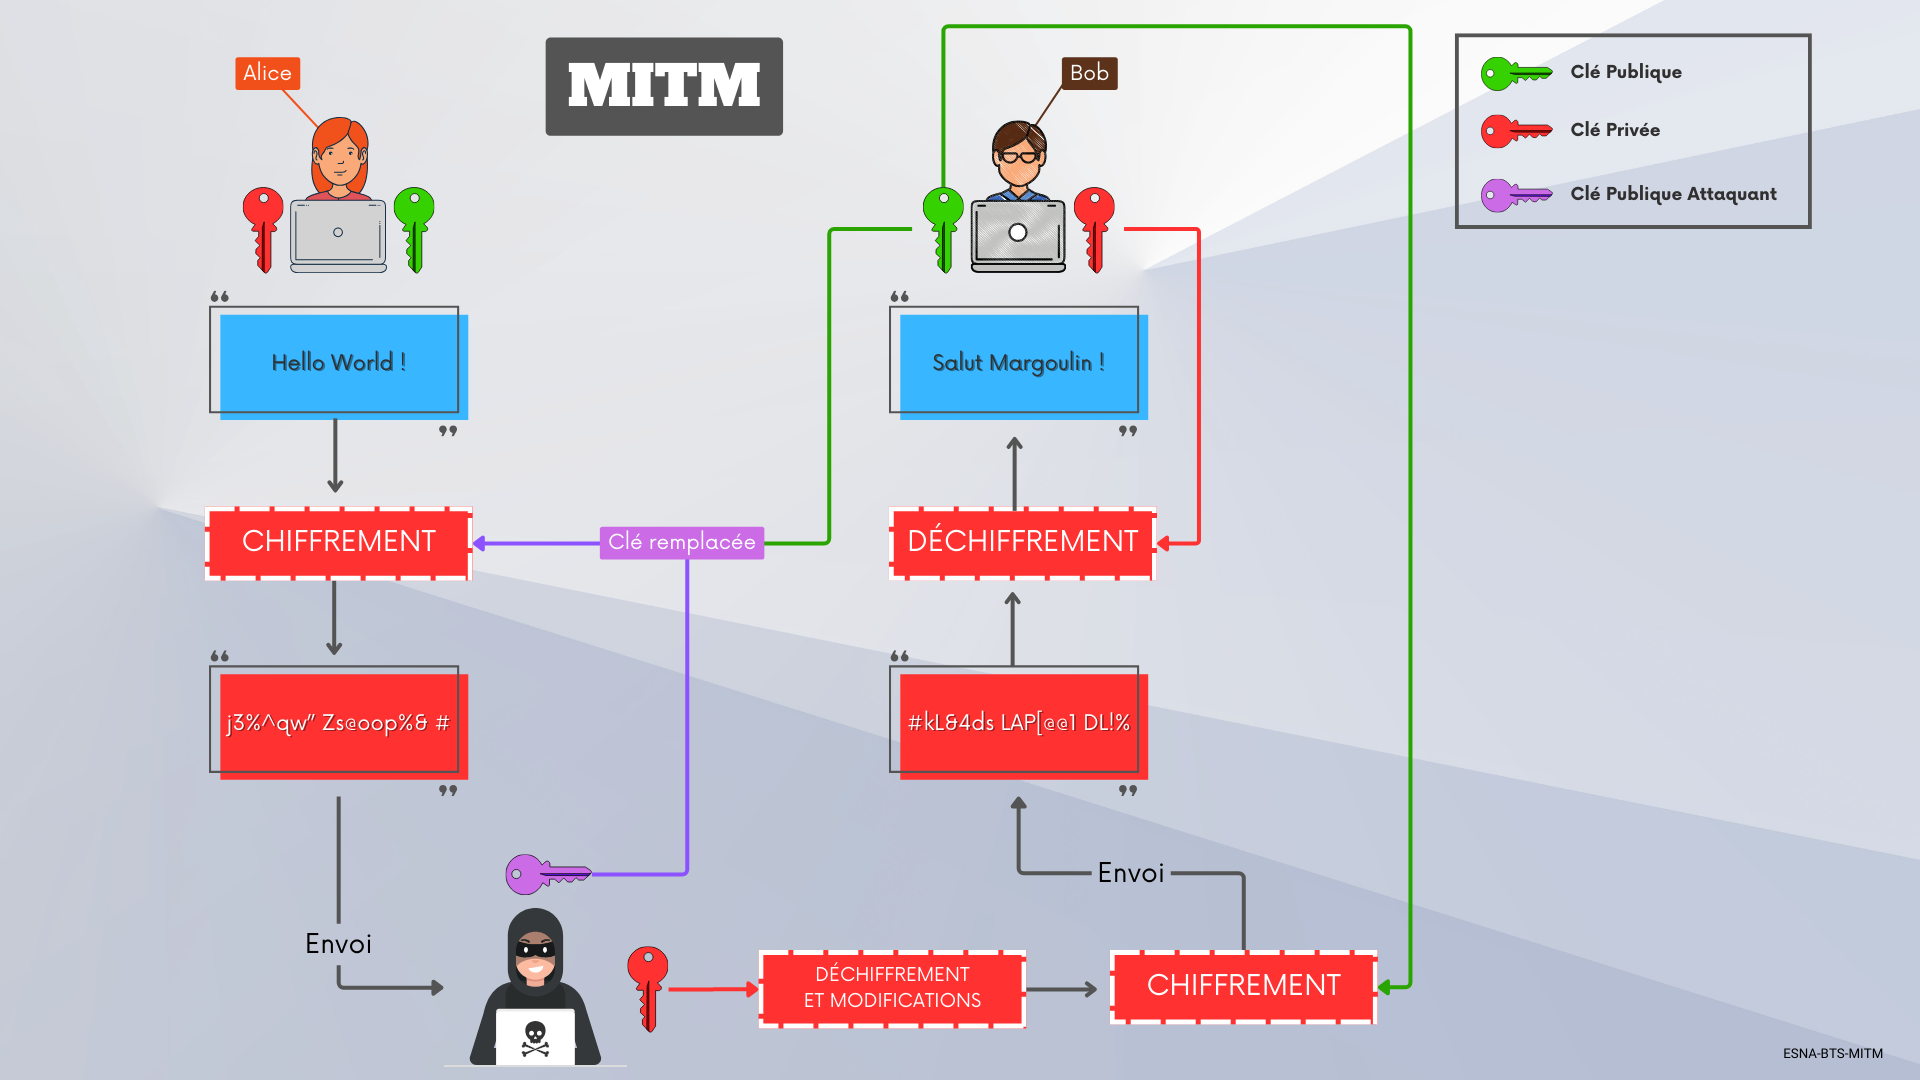 MITM
Alice
Bob
Clé Publique
Clé Privée
Clé Publique Attaquant
“
Hello World !
”
“
Salut Margoulin !
”
CHIFFREMENT
Clé remplacée
DÉCHIFFREMENT
“
j3%^qw” Zs@oop%& #
”
“
#kL&4ds LAP[@@1 DL!%
”
Envoi
Envoi
DÉCHIFFREMENT
ET MODIFICATIONS
CHIFFREMENT
ESNA-BTS-MITM